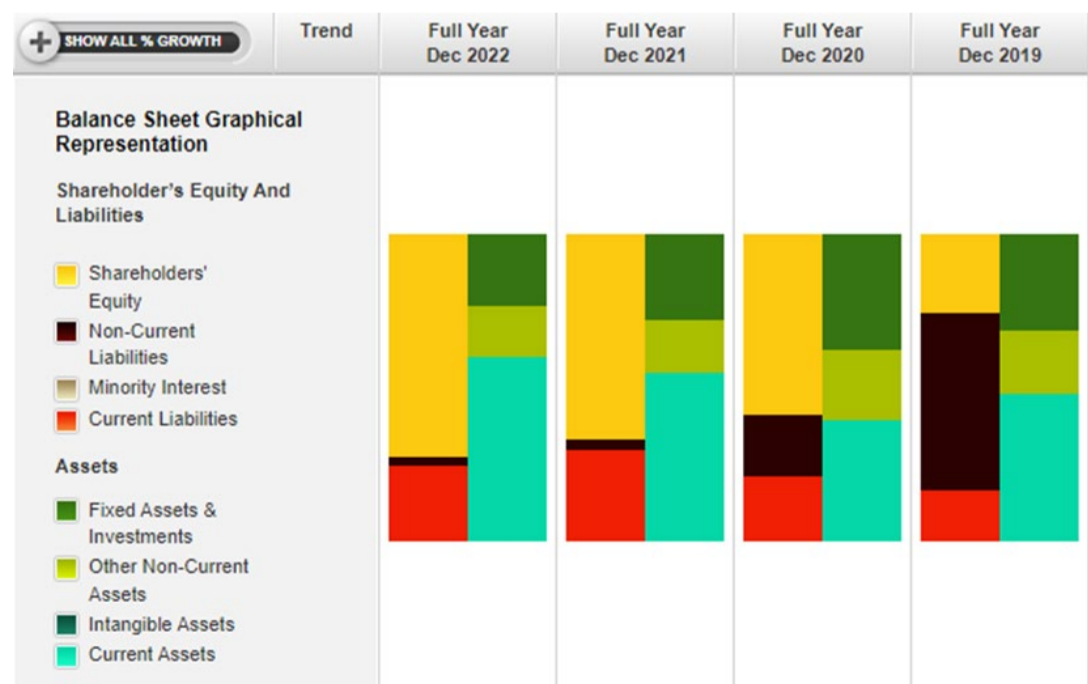 SHOW ALL % GROWTH
Trend
Full Year
Dec 2022
Full Year
Dec 2021
Full Year
Dec 2020
Full Year
Dec 2019
Balance Sheet Graphical
Representation
Shareholder's Equity And
Liabilities
Shareholders'
Equity
Non-Current
Liabilities
Minority Interest
Current Liabilities
Assets
Fixed Assets &
Investments
Other Non-Current
Assets
Intangible Assets
Current Assets